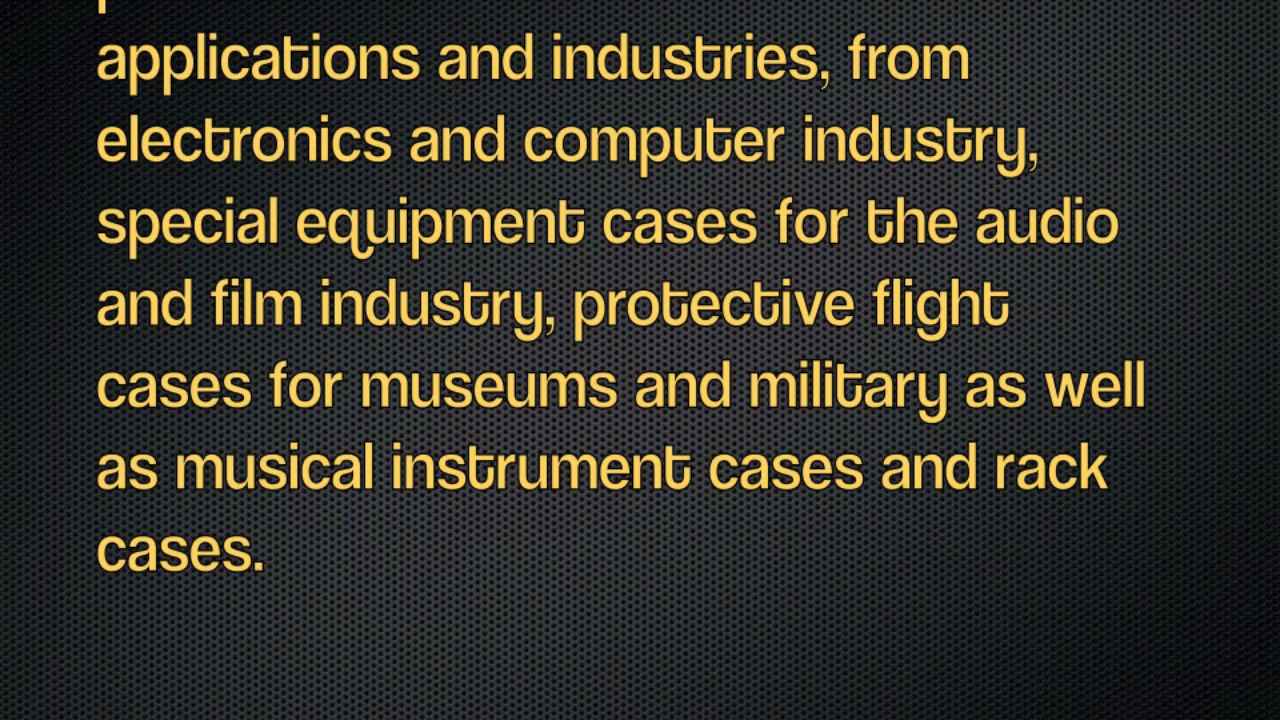 applications and industries, from
electronics and computer industry,
special equipment cases for the audio
and film industry, protective flight
cases for museums and military as well
as musical instrument cases and rack
cases.